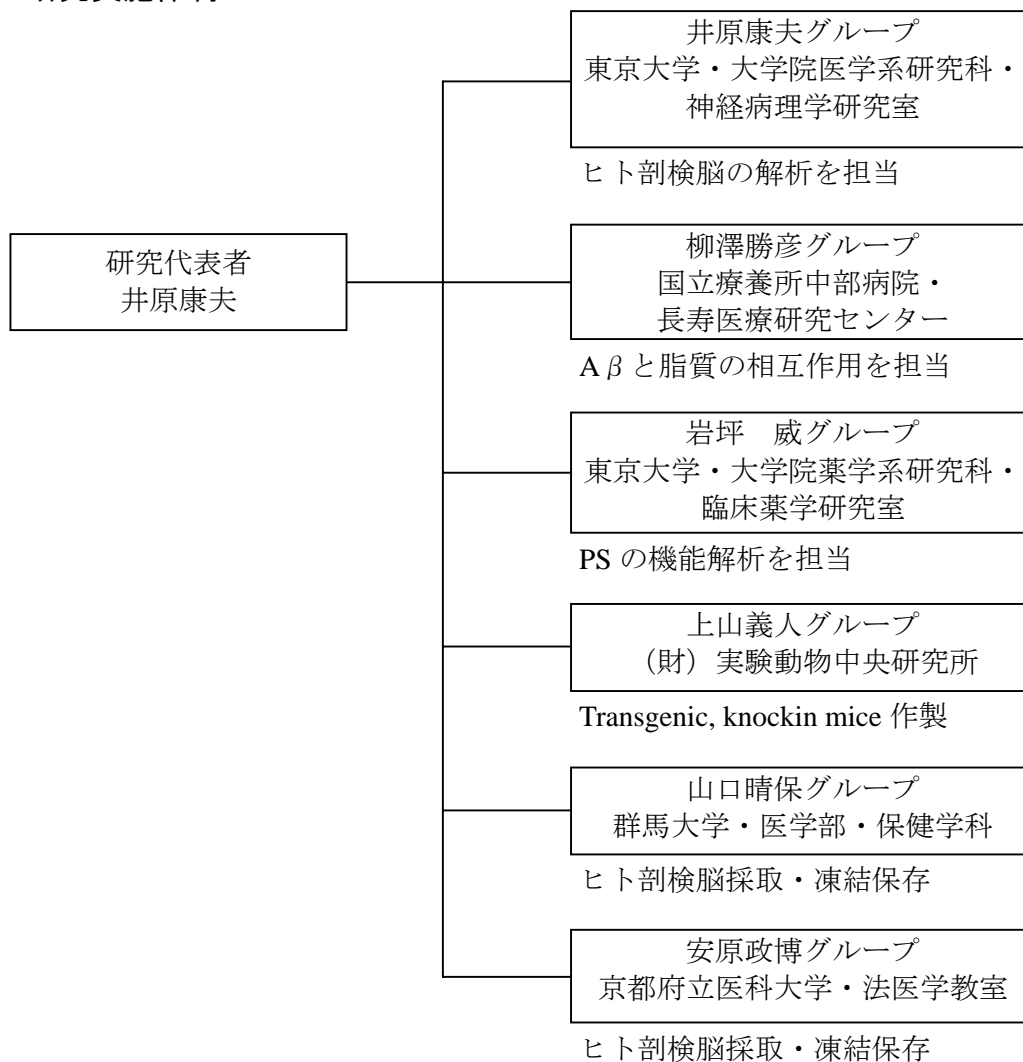 井原康夫グループ
東京大学・大学院医学系研究科・
神経病理学研究室
ヒト剖検脳の解析を担当
研究代表者
井原康夫
柳澤勝彦グループ
国立療養所中部病院・
長寿医療研究センター
A β と脂質の相互作用を担当
岩坪　威グループ
東京大学・大学院薬学系研究科・
臨床薬学研究室
PS の機能解析を担当
上山義人グループ
（財）実験動物中央研究所
Transgenic, knockin mice 作製
山口晴保グループ
群馬大学・医学部・保健学科
ヒト剖検脳採取・凍結保存
安原政博グループ
京都府立医科大学・法医学教室
ヒト剖検脳採取・凍結保存